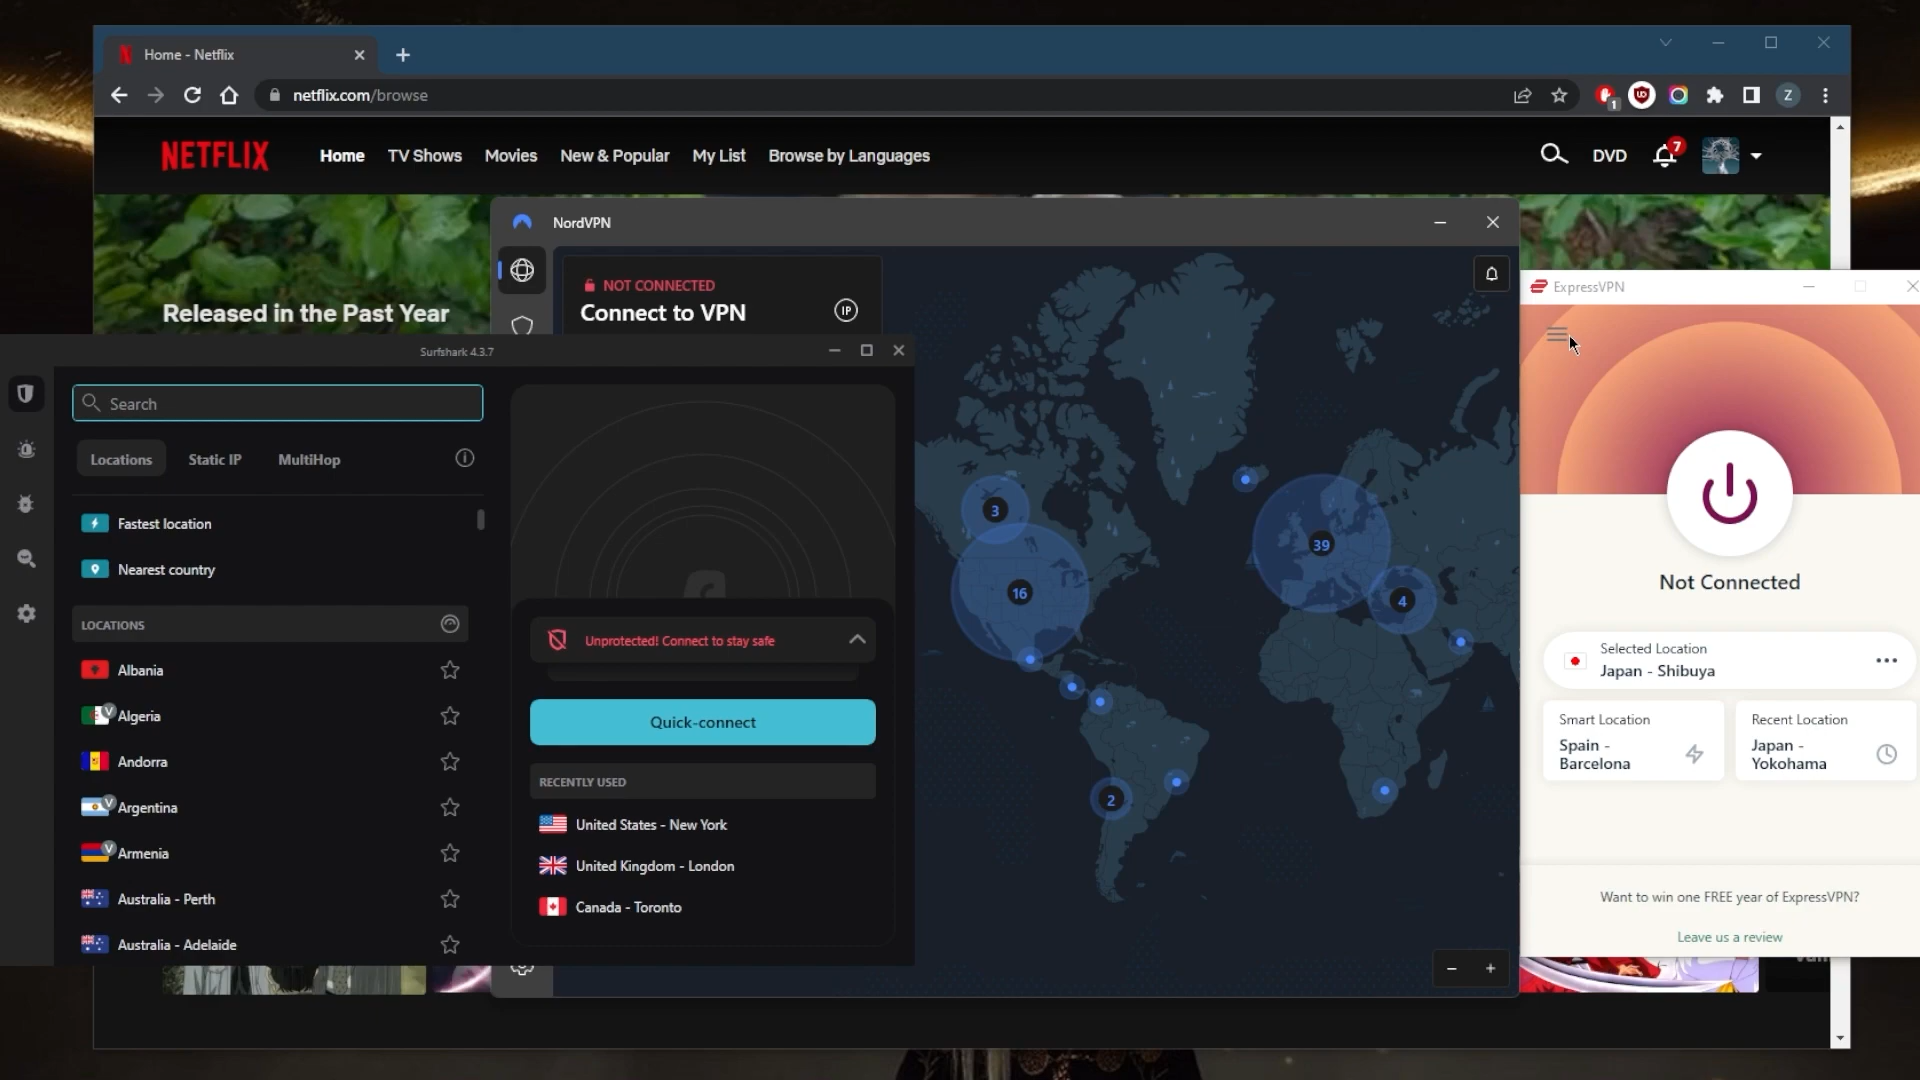 Home - Netflix
netflix.com/browse
1
Z
NETFLIX
Home
TV Shows
Movies
New & Popular
My List
Browse by Languages
DVD
7
Released in the Past Year
NordVPN
NOT CONNECTED
Connect to VPN
IP
3
16
39
4
2
Surfshark 4.3.7
Search
Locations
Static IP
MultiHop
Fastest location
Nearest country
LOCATIONS
Albania
V
Algeria
Andorra
V
Argentina
V
Armenia
Australia - Perth
Australia - Adelaide
Unprotected! Connect to stay safe
Quick-connect
RECENTLY USED
United States - New York
United Kingdom - London
Canada - Toronto
ExpressVPN
Not Connected
Selected Location
Japan - Shibuya
Smart Location
Spain -
Barcelona
Recent Location
Japan -
Yokohama
Want to win one FREE year of ExpressVPN?
Leave us a review